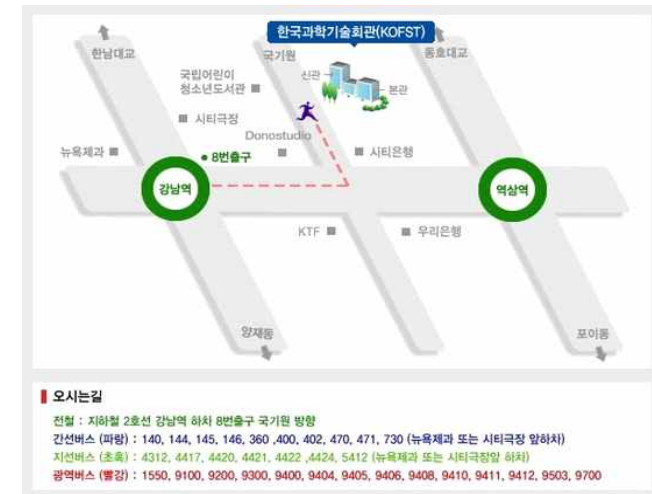 한국과학기술회관(KOFST)
한남대교
국기원
동호대교
국립어린이
청소년도서관
신관
본관
시티극장
Donostudio
뉴욕제과
8번출구
시티은행
강남역
역삼역
KTF
우리은행
양재동
포이동
오시는길
전철 : 지하철 2호선 강남역 하차 8번출구 국기원 방향
간선버스 (파랑) : 140, 144, 145, 146, 360 ,400, 402, 470, 471, 730 (뉴욕제과 또는 시티극장 앞하차)
지선버스 (초록) : 4312, 4417, 4420, 4421, 4422 ,4424, 5412 (뉴욕제과 또는 시티극장앞 하차)
광역버스 (빨강) : 1550, 9100, 9200, 9300, 9400, 9404, 9405, 9406, 9408, 9410, 9411, 9412, 9503, 9700